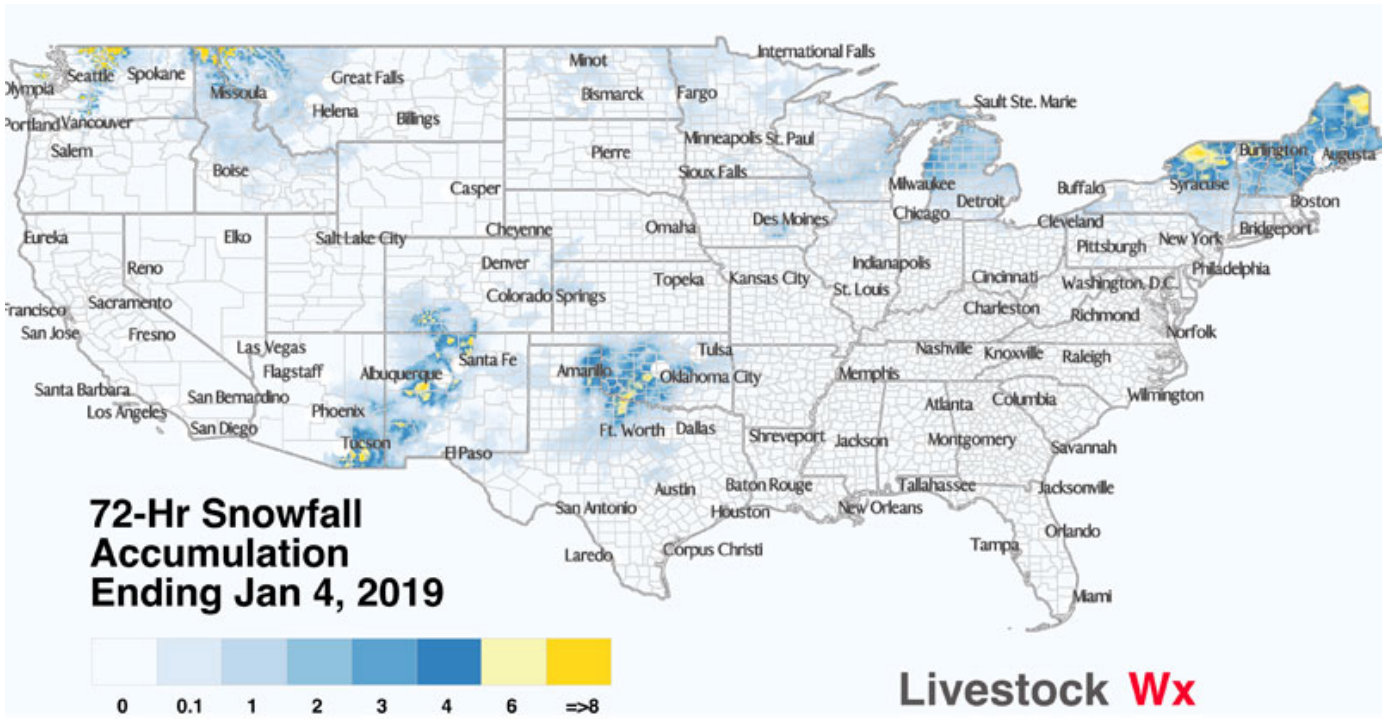 International Falls
Minot
Seattle Spokane
Great Falls
Olympia
Missoula
Bismarck Fargo
Sault Ste. Marie
Helena
Billings
Portland Vancouver
Minneapolis St. Paul
Salem
Pierre
Burlington Augusta
Boise
Sioux Falls
Casper
Milwaukee
Buffalo
Syracuse
Detroit
Boston
Chicago
Des Moines
Cleveland
Omaha
Cheyenne
Bridgeport
Eureka
Elko
Salt Lake City
Pittsburgh New York
Denver
Indianapolis
Reno
Philadelphia
Topeka Kansas City
Cincinnati
Washington, D.C.
St. Louis
Colorado Springs
Sacramento
Charleston
Francisco
Richmond
San Jose Fresno
Norfolk
Las Vegas
Tulsa
Nashville Knoxville Raleigh
Santa Fe
Flagstaff
Albuquerque
Amarillo
Oklahoma City
Memphis
Santa Barbara
San Bernardino
Wilmington
Los Angeles
Phoenix
Atlanta Columbia
San Diego
Ft. Worth Dallas
Tucson
Shreveport Jackson Montgomery
Savannah
El Paso
Austin
Baton Rouge
Tallahassee
Jacksonville
San Antonio
Houston
New Orleans
Orlando
Laredo
Corpus Christi
Tampa
Miami
72-Hr Snowfall
Accumulation
Ending Jan 4, 2019
0 0.1 1 2 3 4 6 =>8
Livestock Wx